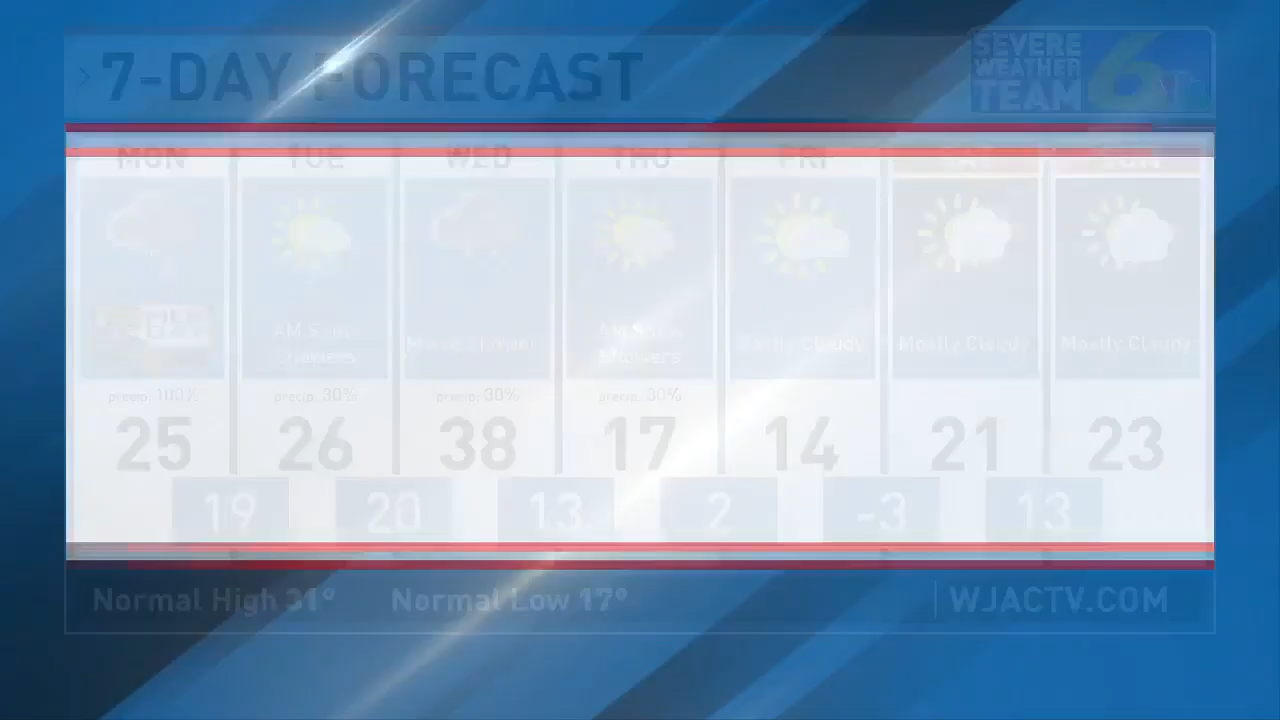 7-DAY FORECAST
SEVERE
WEATHER
TEAM 6
MON TUE WED THU FRI
AM Snow AM Snow
Showers Showers Mostly Cloudy Mostly Cloudy Mostly Cloudy
precip: 100% precip: 30% precip: 30% precip: 30%
25 26 38 17 14 21 23
19 20 13 2 -3 13
Normal High 31° Normal Low 17° WJACTV.COM